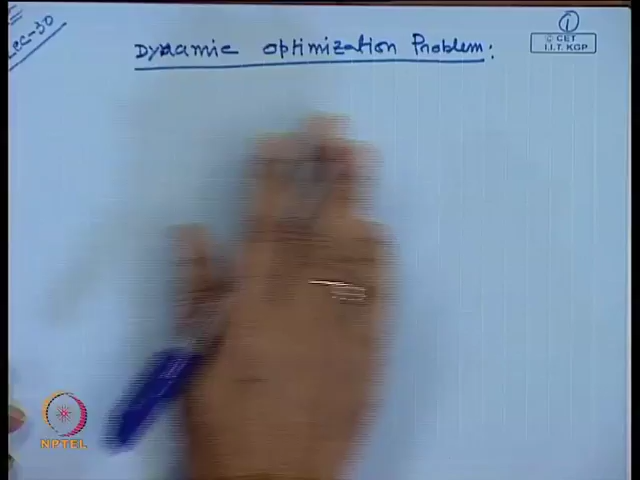 Lec-30
Dynamic optimization Problem:
1
© CET
I.I.T. KGP
NPTEL